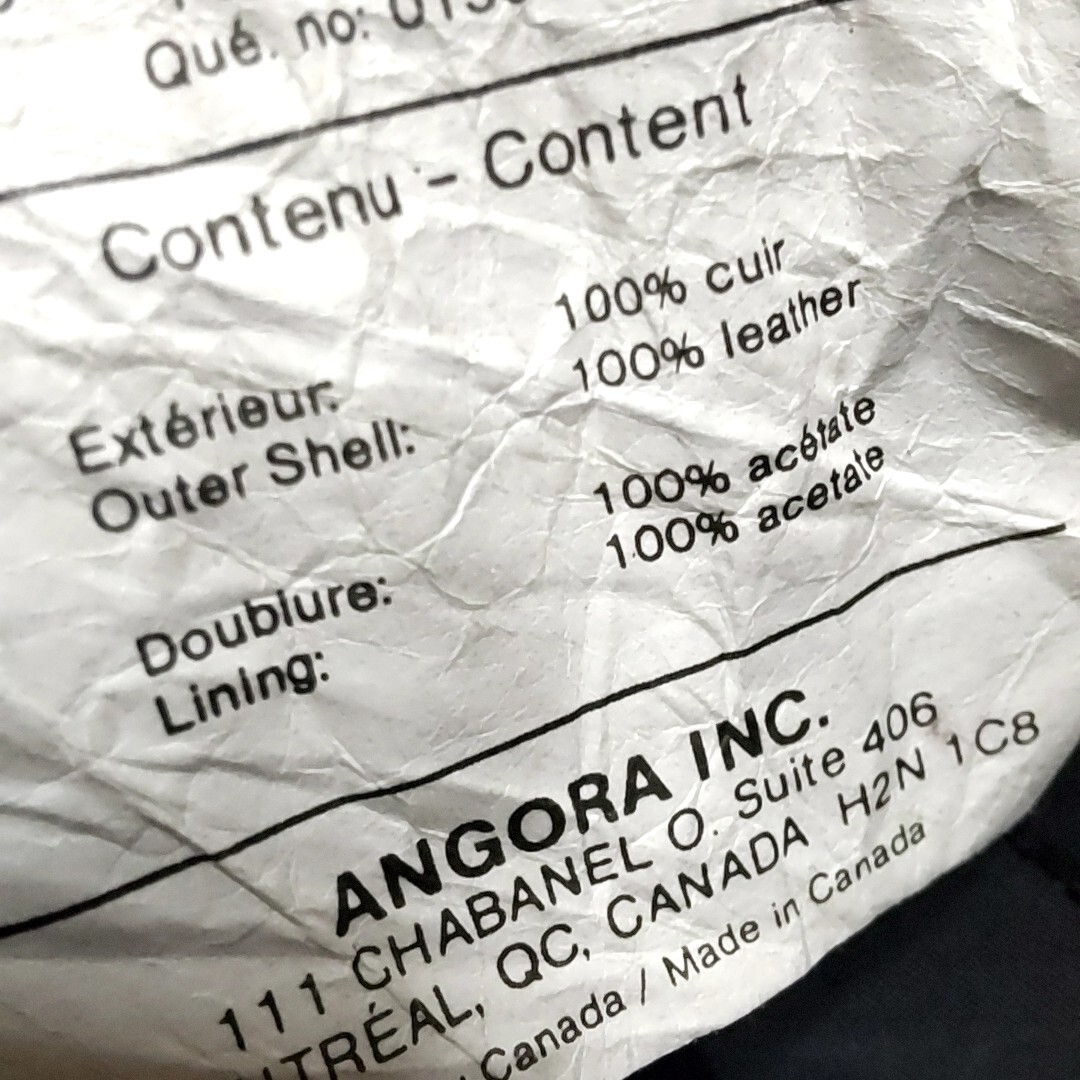 Qué. no:
Contenu - Content
Extérieur: 100% cuir
Outer Shell: 100% leather
Doublure: 100% acétate
Lining: 100% acetate
ANGORA INC.
111 CHABANEL O. Suite 406
NTRÉAL, QC, CANADA H2N 1C8
Canada / Made in Canada